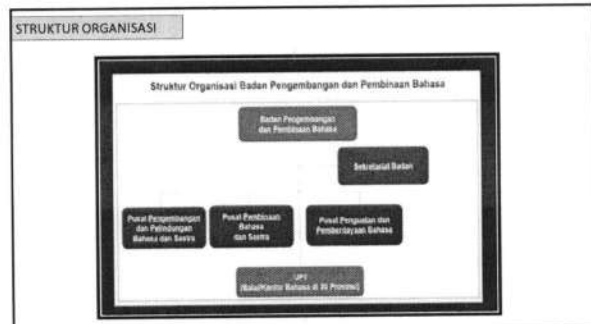 STRUKTUR ORGANISASI
Struktur Organisasi Badan Pengembangan dan Pembinaan Bahasa
Badan Pengembangan
dan Pembinaan Bahasa
Sekretariat Badan
Pusat Pengembangan
dan Pelindungan
Bahasa dan Sastra
Pusat Pembinaan
Bahasa
dan Sastra
Pusat Penguatan dan
Pemberdayaan Bahasa
UPT
(Balai/Kantor Bahasa di 30 Provinsi)